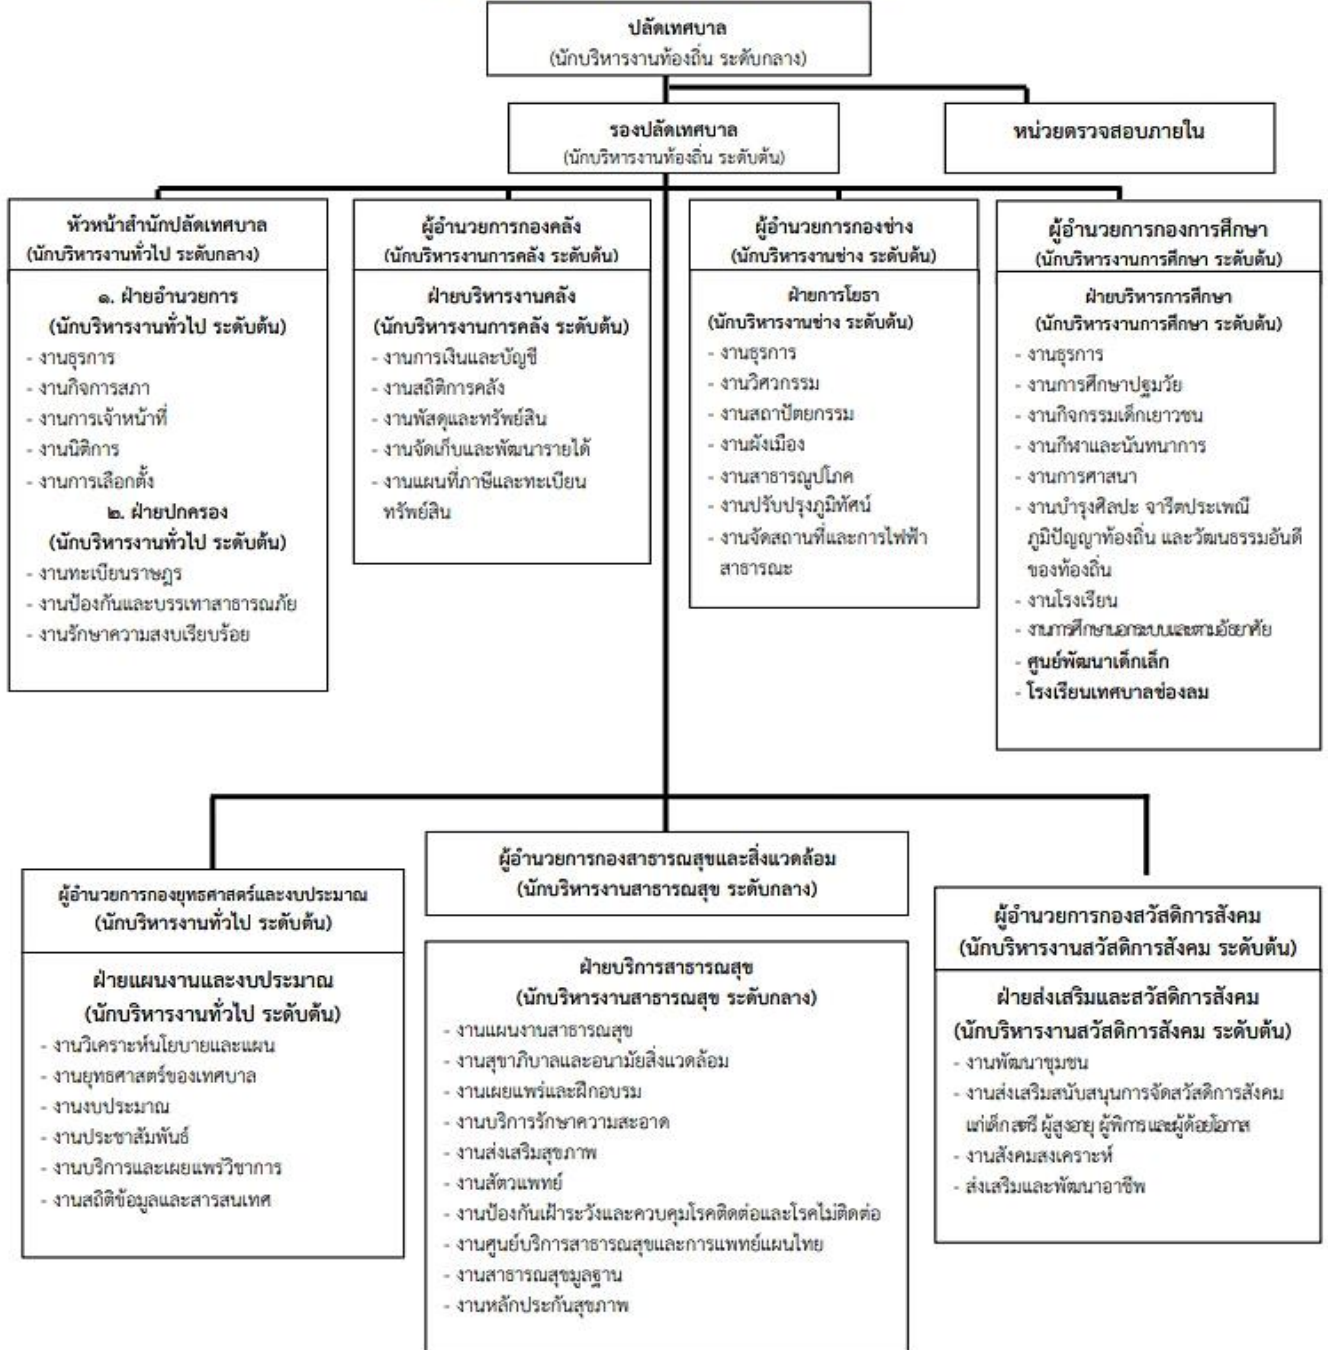 ปลัดเทศบาล
(นักบริหารงานท้องถิ่น ระดับกลาง)
รองปลัดเทศบาล
(นักบริหารงานท้องถิ่น ระดับต้น)
หน่วยตรวจสอบภายใน
หัวหน้าสำนักปลัดเทศบาล
(นักบริหารงานทั่วไป ระดับกลาง)
๑. ฝ่ายอำนวยการ
(นักบริหารงานทั่วไป ระดับต้น)
- งานธุรการ
- งานกิจการสภา
- งานการเจ้าหน้าที่
- งานนิติการ
- งานการเลือกตั้ง
๒. ฝ่ายปกครอง
(นักบริหารงานทั่วไป ระดับต้น)
- งานทะเบียนราษฎร
- งานป้องกันและบรรเทาสาธารณภัย
- งานรักษาความสงบเรียบร้อย
ผู้อำนวยการกองคลัง
(นักบริหารงานการคลัง ระดับต้น)
ฝ่ายบริหารงานคลัง
(นักบริหารงานการคลัง ระดับต้น)
- งานการเงินและบัญชี
- งานสถิติการคลัง
- งานพัสดุและทรัพย์สิน
- งานจัดเก็บและพัฒนารายได้
- งานแผนที่ภาษีและทะเบียน
ทรัพย์สิน
ผู้อำนวยการกองช่าง
(นักบริหารงานช่าง ระดับต้น)
ฝ่ายการโยธา
(นักบริหารงานช่าง ระดับต้น)
- งานธุรการ
- งานวิศวกรรม
- งานสถาปัตยกรรม
- งานผังเมือง
- งานสาธารณูปโภค
- งานปรับปรุงภูมิทัศน์
- งานจัดสถานที่และการไฟฟ้า
สาธารณะ
ผู้อำนวยการกองการศึกษา
(นักบริหารงานการศึกษา ระดับต้น)
ฝ่ายบริหารการศึกษา
(นักบริหารงานการศึกษา ระดับต้น)
- งานธุรการ
- งานการศึกษาปฐมวัย
- งานกิจกรรมเด็กเยาวชน
- งานกีฬาและนันทนาการ
- งานการศาสนา
- งานบำรุงศิลปะ จารีตประเพณี
ภูมิปัญญาท้องถิ่น และวัฒนธรรมอันดี
ของท้องถิ่น
- งานโรงเรียน
- งานการศึกษานอกระบบและตามอัธยาศัย
- ศูนย์พัฒนาเด็กเล็ก
- โรงเรียนเทศบาลช่องลม
ผู้อำนวยการกองยุทธศาสตร์และงบประมาณ
(นักบริหารงานทั่วไป ระดับต้น)
ฝ่ายแผนงานและงบประมาณ
(นักบริหารงานทั่วไป ระดับต้น)
- งานวิเคราะห์นโยบายและแผน
- งานยุทธศาสตร์ของเทศบาล
- งานงบประมาณ
- งานประชาสัมพันธ์
- งานบริการและเผยแพร่วิชาการ
- งานสถิติข้อมูลและสารสนเทศ
ผู้อำนวยการกองสาธารณสุขและสิ่งแวดล้อม
(นักบริหารงานสาธารณสุข ระดับกลาง)
ฝ่ายบริการสาธารณสุข
(นักบริหารงานสาธารณสุข ระดับกลาง)
- งานแผนงานสาธารณสุข
- งานสุขาภิบาลและอนามัยสิ่งแวดล้อม
- งานเผยแพร่และฝึกอบรม
- งานบริการรักษาความสะอาด
- งานส่งเสริมสุขภาพ
- งานสัตวแพทย์
- งานป้องกันเฝ้าระวังและควบคุมโรคติดต่อและโรคไม่ติดต่อ
- งานศูนย์บริการสาธารณสุขและการแพทย์แผนไทย
- งานสาธารณสุขมูลฐาน
- งานหลักประกันสุขภาพ
ผู้อำนวยการกองสวัสดิการสังคม
(นักบริหารงานสวัสดิการสังคม ระดับต้น)
ฝ่ายส่งเสริมและสวัสดิการสังคม
(นักบริหารงานสวัสดิการสังคม ระดับต้น)
- งานพัฒนาชุมชน
- งานส่งเสริมสนับสนุนการจัดสวัสดิการสังคม
แก่เด็ก สตรี ผู้สูงอายุ ผู้พิการและผู้ด้อยโอกาส
- งานสังคมสงเคราะห์
- ส่งเสริมและพัฒนาอาชีพ